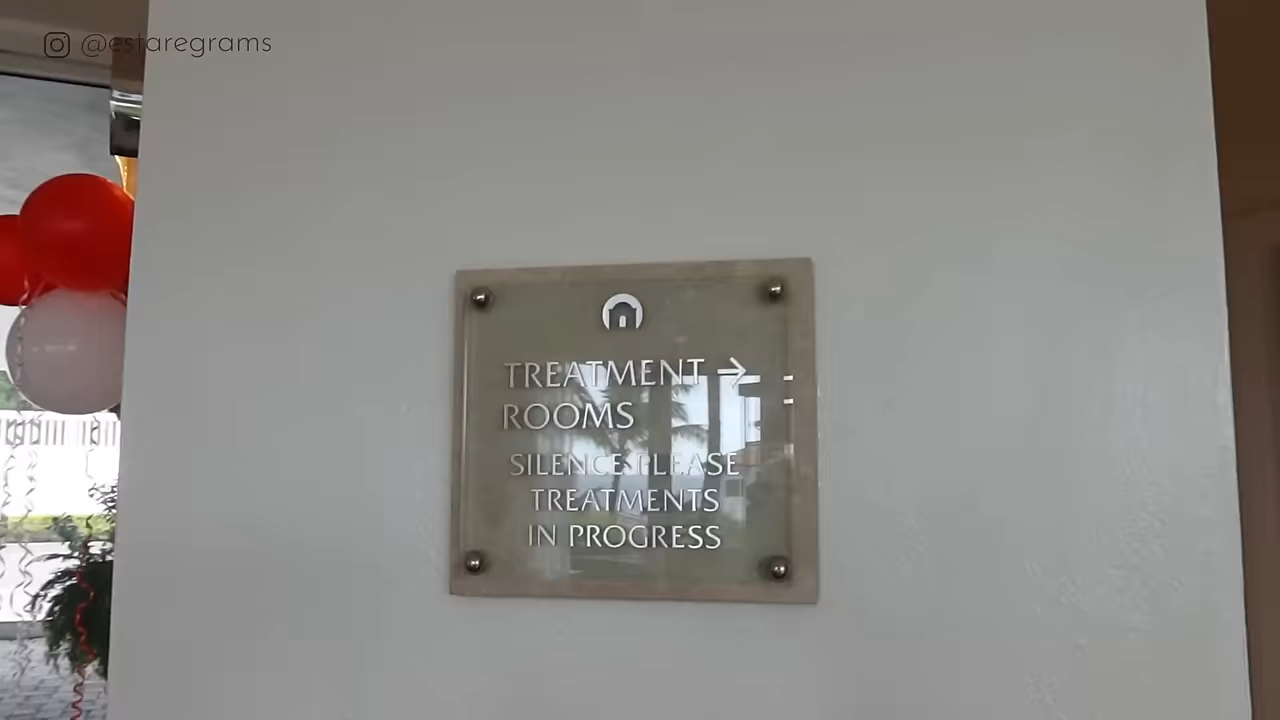 @estaregrams
TREATMENT →
ROOMS
SILENCE PLEASE
TREATMENTS
IN PROGRESS